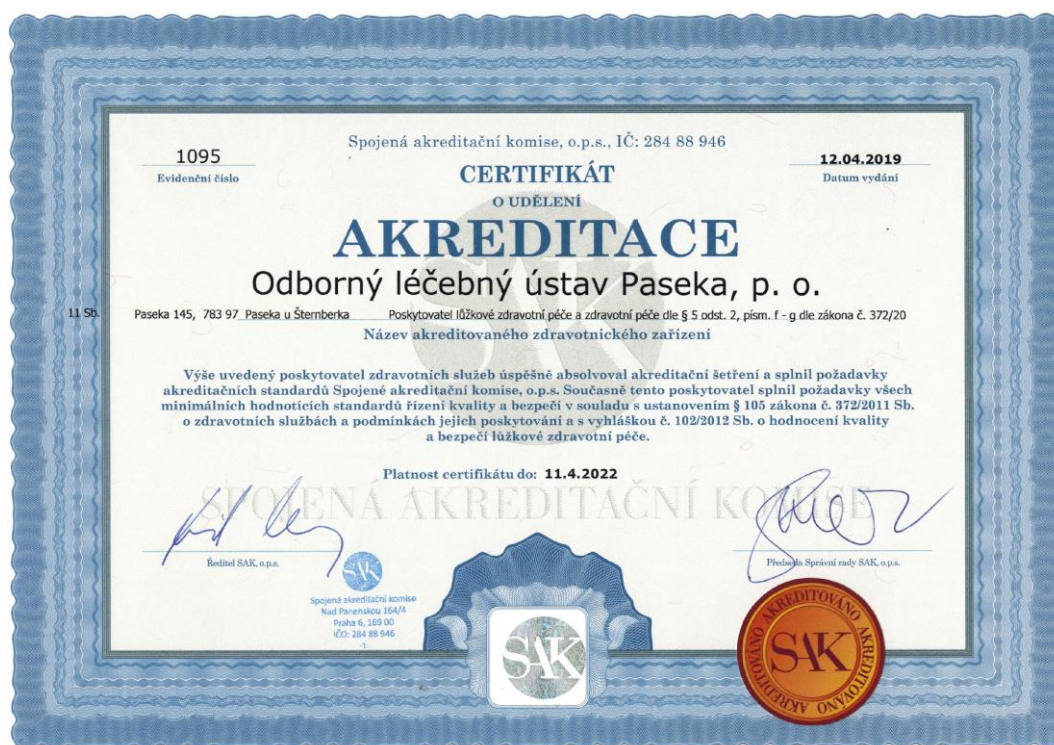 Spojená akreditační komise, o.p.s., IČ: 284 88 946
1095
Evidenční číslo
12.04.2019
Datum vydání
CERTIFIKÁT
O UDĚLENÍ
AKREDITACE
Odborný léčebný ústav Paseka, p. o.
11 Sb. Paseka 145, 783 97 Paseka u Šternberka Poskytovatel lůžkové zdravotní péče a zdravotní péče dle § 5 odst. 2, písm. f - g dle zákona č. 372/20
Název akreditovaného zdravotnického zařízení
Výše uvedený poskytovatel zdravotních služeb úspěšně absolvoval akreditační šetření a splnil požadavky
akreditačních standardů Spojené akreditační komise, o.p.s. Současně tento poskytovatel splnil požadavky všech
minimálních hodnotících standardů řízení kvality a bezpečí v souladu s ustanovením § 105 zákona č. 372/2011 Sb.
o zdravotních službách a podmínkách jejich poskytování a s vyhláškou č. 102/2012 Sb. o hodnocení kvality
a bezpečí lůžkové zdravotní péče.
Platnost certifikátu do: 11.4.2022
SPOJENÁ AKREDITAČNÍ KOMISE
Ředitel SAK, o.p.s.
Předseda Správní rady SAK, o.p.s.
SAK
Spojená akreditační komise
Nad Panenskou 164/4
Praha 6, 169 00
IČO: 284 88 946
-1-
SAK
AKREDITOVÁNO AKREDITOVÁNO AKREDITOVÁNO
SAK
SAK